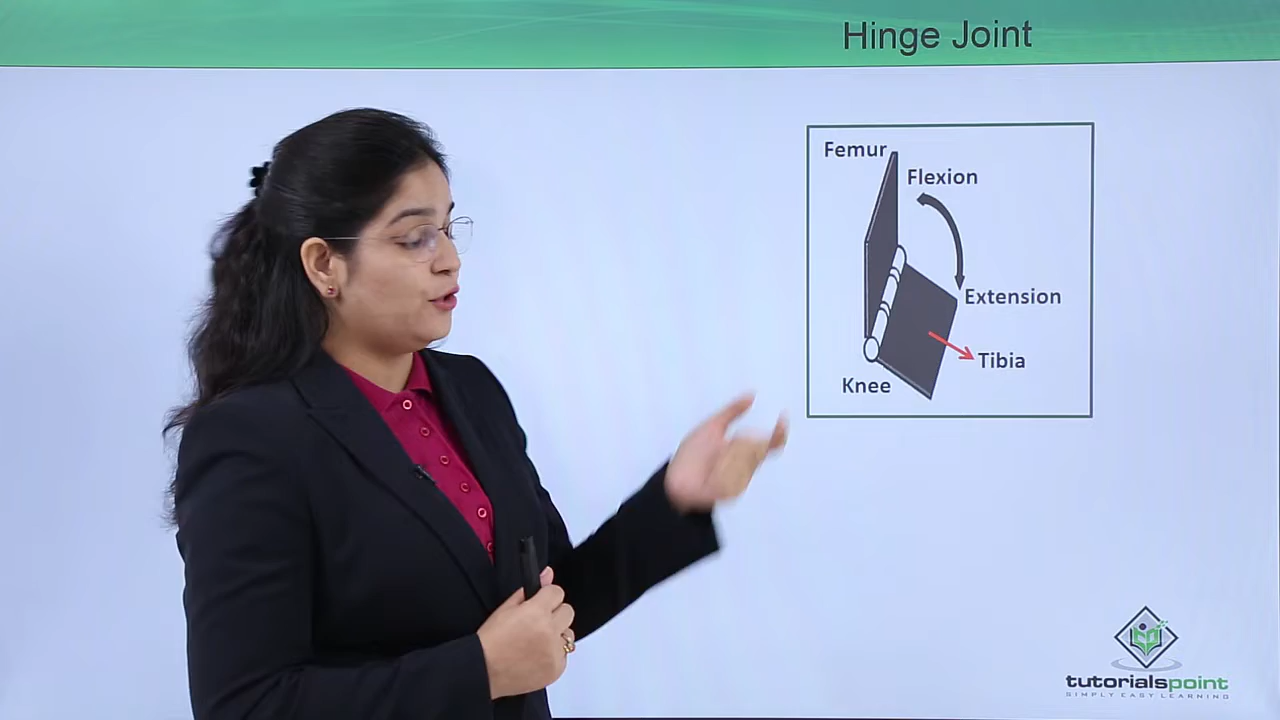 Hinge Joint
Femur
Flexion
Extension
Tibia
Knee
tutorialspoint
SIMPLY EASY LEARNING